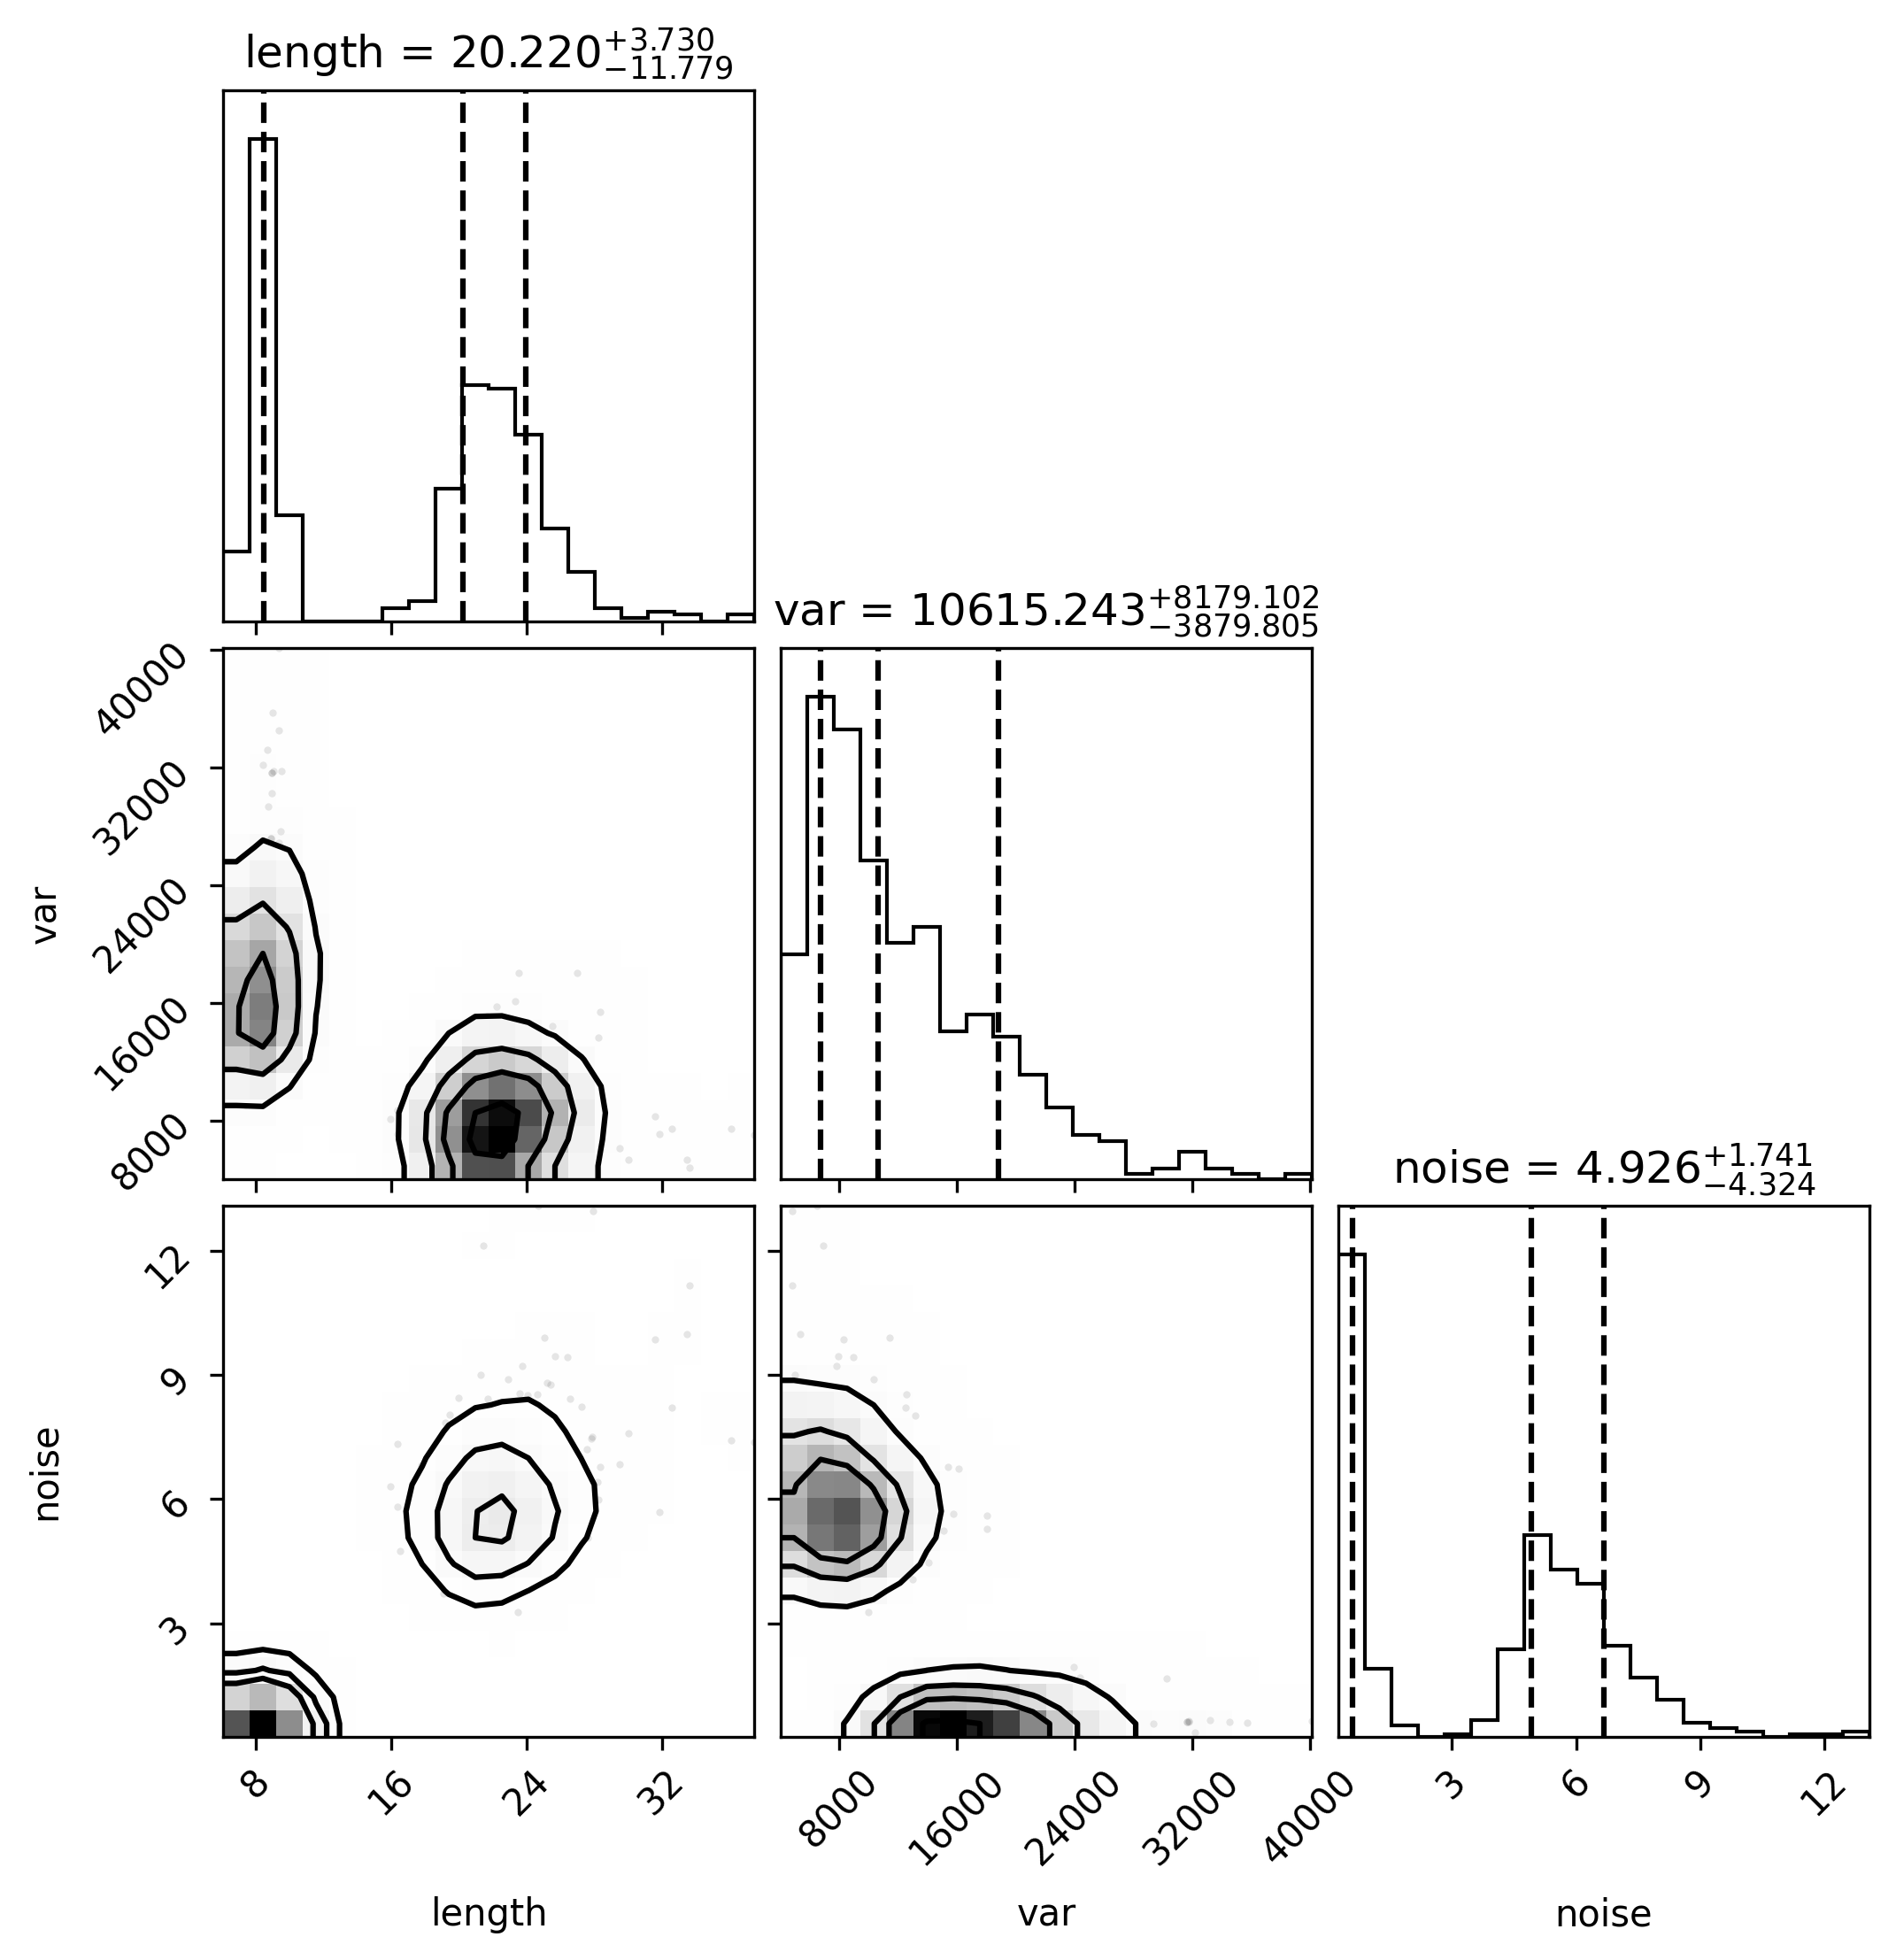 length = 20.220 +3.730 −11.779
var = 10615.243 +8179.102 −3879.805
40000
32000
24000
16000
8000
var
noise = 4.926 +1.741 −4.324
12
9
6
3
noise
8 16 24 32
8000 16000 24000 32000 40000
3 6 9 12
length var noise